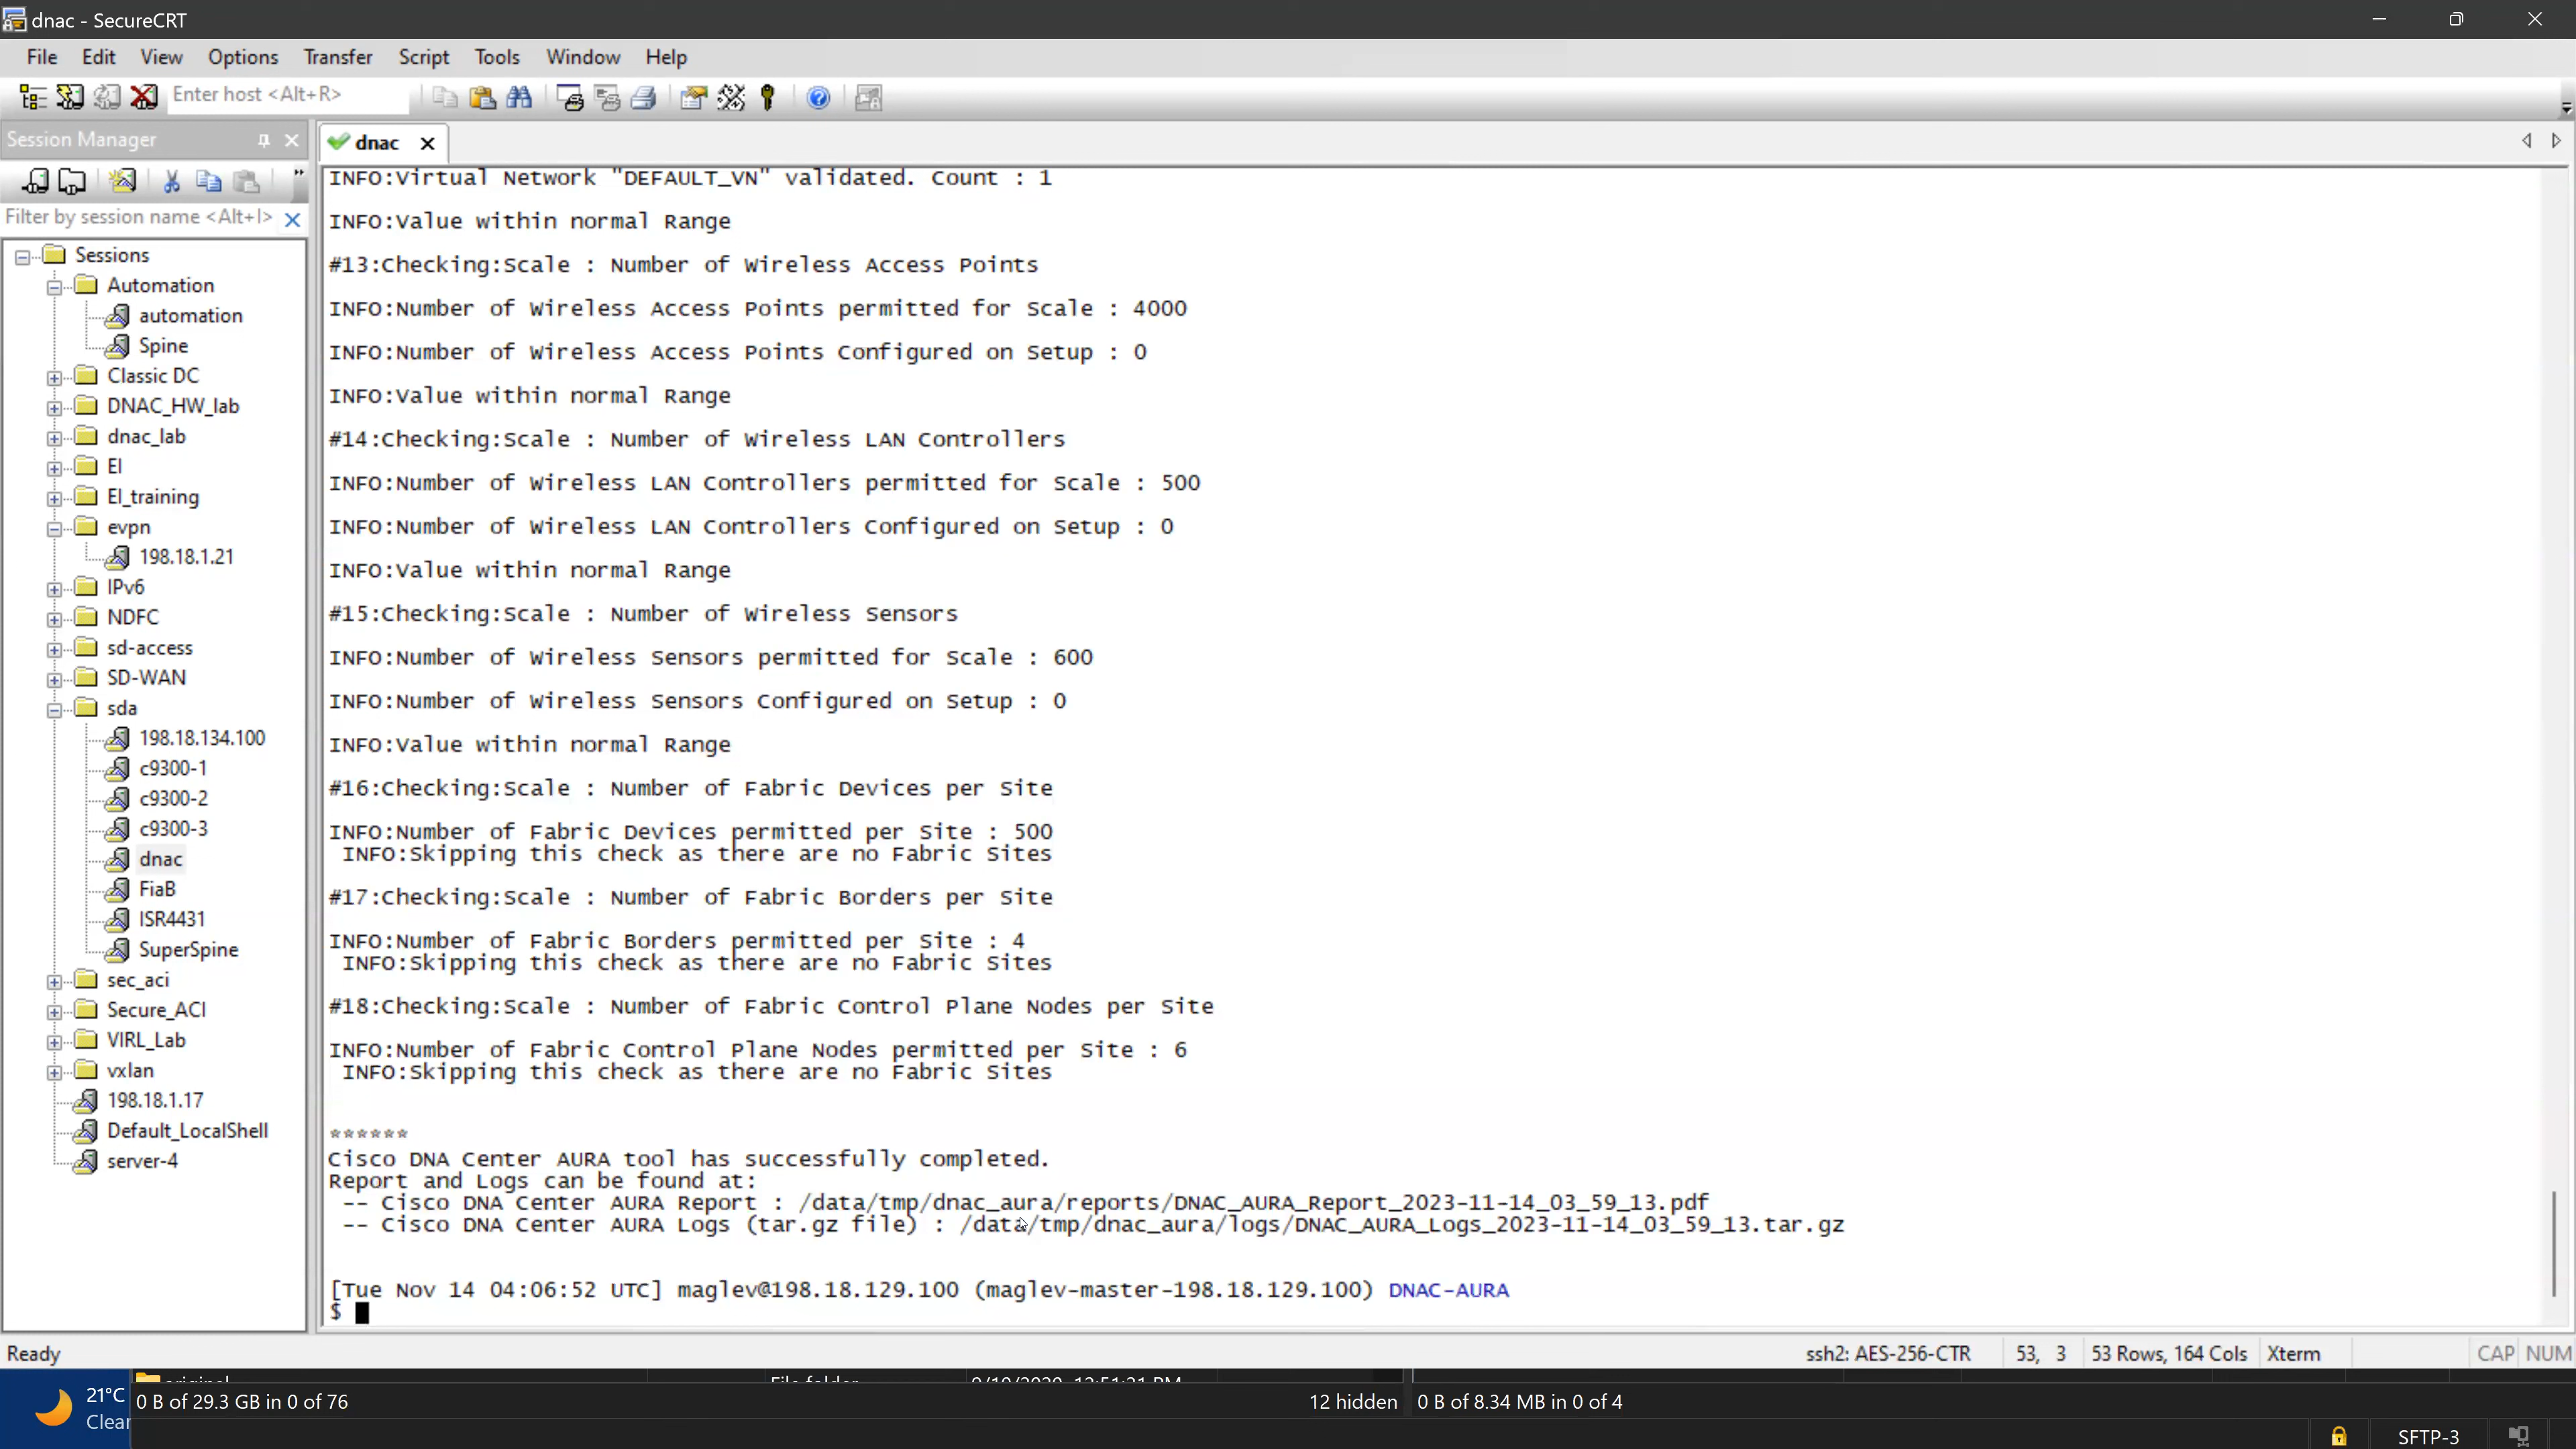 dnac - SecureCRT
File Edit View Options Transfer Script Tools Window Help
Enter host <Alt+R>
Session Manager
dnac
Filter by session name <Alt+I>
Sessions
Automation
automation
Spine
Classic DC
DNAC_HW_lab
dnac_lab
EI
EI_training
evpn
198.18.1.21
IPv6
NDFC
sd-access
SD-WAN
sda
198.18.134.100
c9300-1
c9300-2
c9300-3
dnac
FiaB
ISR4431
SuperSpine
sec_aci
Secure_ACI
VIRL_Lab
vxlan
198.18.1.17
Default_LocalShell
server-4
INFO:Virtual Network "DEFAULT_VN" validated. Count : 1
INFO:Value within normal Range
#13:Checking:Scale : Number of Wireless Access Points
INFO:Number of Wireless Access Points permitted for Scale : 4000
INFO:Number of Wireless Access Points Configured on Setup : 0
INFO:Value within normal Range
#14:Checking:Scale : Number of Wireless LAN Controllers
INFO:Number of Wireless LAN Controllers permitted for Scale : 500
INFO:Number of Wireless LAN Controllers Configured on Setup : 0
INFO:Value within normal Range
#15:Checking:Scale : Number of Wireless Sensors
INFO:Number of Wireless Sensors permitted for Scale : 600
INFO:Number of Wireless Sensors Configured on Setup : 0
INFO:Value within normal Range
#16:Checking:Scale : Number of Fabric Devices per Site
INFO:Number of Fabric Devices permitted per Site : 500
INFO:Skipping this check as there are no Fabric Sites
#17:Checking:Scale : Number of Fabric Borders per Site
INFO:Number of Fabric Borders permitted per Site : 4
INFO:Skipping this check as there are no Fabric Sites
#18:Checking:Scale : Number of Fabric Control Plane Nodes per Site
INFO:Number of Fabric Control Plane Nodes permitted per Site : 6
INFO:Skipping this check as there are no Fabric Sites
******
Cisco DNA Center AURA tool has successfully completed.
Report and Logs can be found at:
-- Cisco DNA Center AURA Report : /data/tmp/dnac_aura/reports/DNAC_AURA_Report_2023-11-14_03_59_13.pdf
-- Cisco DNA Center AURA Logs (tar.gz file) : /data/tmp/dnac_aura/logs/DNAC_AURA_Logs_2023-11-14_03_59_13.tar.gz
[Tue Nov 14 04:06:52 UTC] maglev@198.18.129.100 (maglev-master-198.18.129.100) DNAC-AURA
$
Ready ssh2: AES-256-CTR 53, 3 53 Rows, 164 Cols Xterm CAP NUM
21°C
Clear
0 B of 29.3 GB in 0 of 76 12 hidden 0 B of 8.34 MB in 0 of 4
SFTP-3